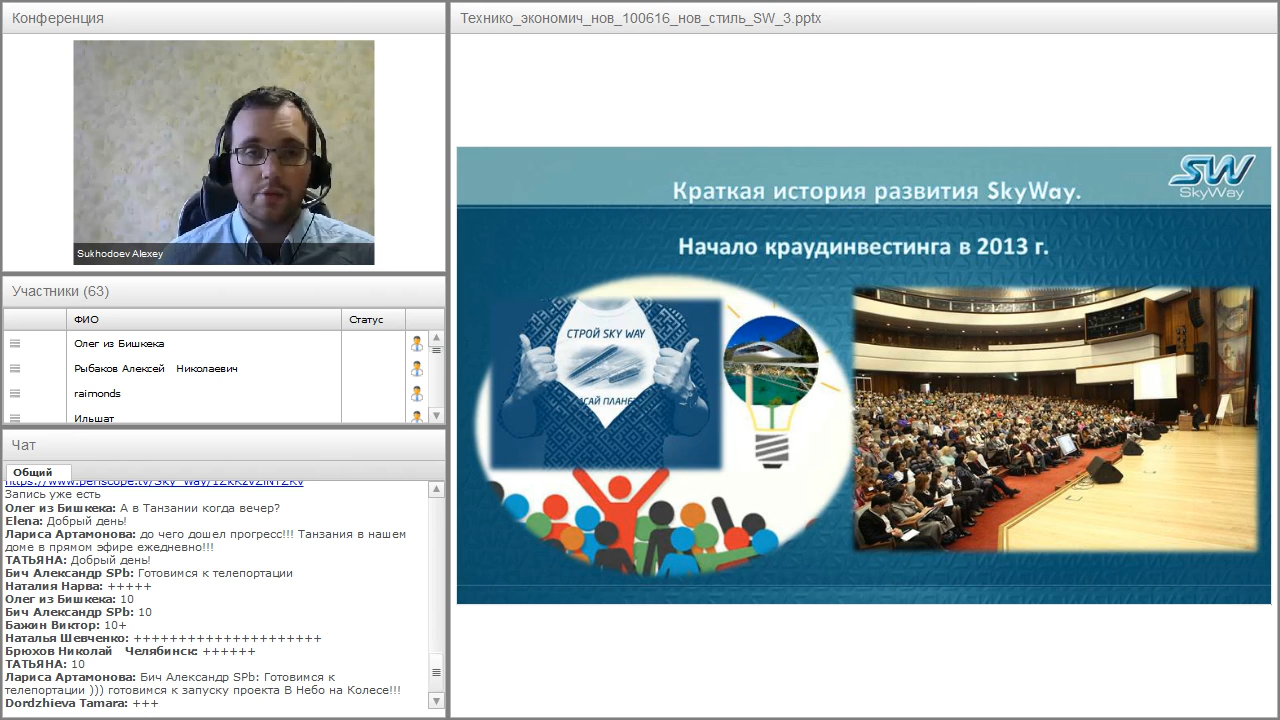 Конференция
Sukhodoev Alexey
Участники (63)
ФИО Статус
Олег из Бишкека
Рыбаков Алексей Николаевич
raimonds
Ильшат
Чат
Общий
Запись уже есть
Олег из Бишкека: А в Танзании когда вечер?
Elena: Добрый день!
Лариса Артамонова: до чего дошел прогресс!!! Танзания в нашем
доме в прямом эфире ежедневно!!!
ТАТЬЯНА: Добрый день!
Бич Александр SPb: Готовимся к телепортации
Наталия Нарва: +++++
Олег из Бишкека: 10
Бич Александр SPb: 10
Бажин Виктор: 10+
Наталья Шевченко: +++++++++++++++++++++
Брюхов Николай Челябинск: ++++++
ТАТЬЯНА: 10
Лариса Артамонова: Бич Александр SPb: Готовимся к
телепортации ))) готовимся к запуску проекта В Небо на Колесе!!!
Dordzhieva Tamara: +++
Технико_экономич_нов_100616_нов_стиль_SW_3.pptx
SW
SkyWay
Краткая история развития SkyWay.
Начало краудинвестинга в 2013 г.
СТРОЙ SKY WAY